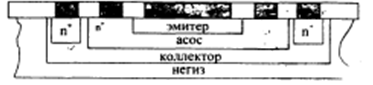 n⁺ n⁺ эмитер n⁺
асос
коллектор
негиз